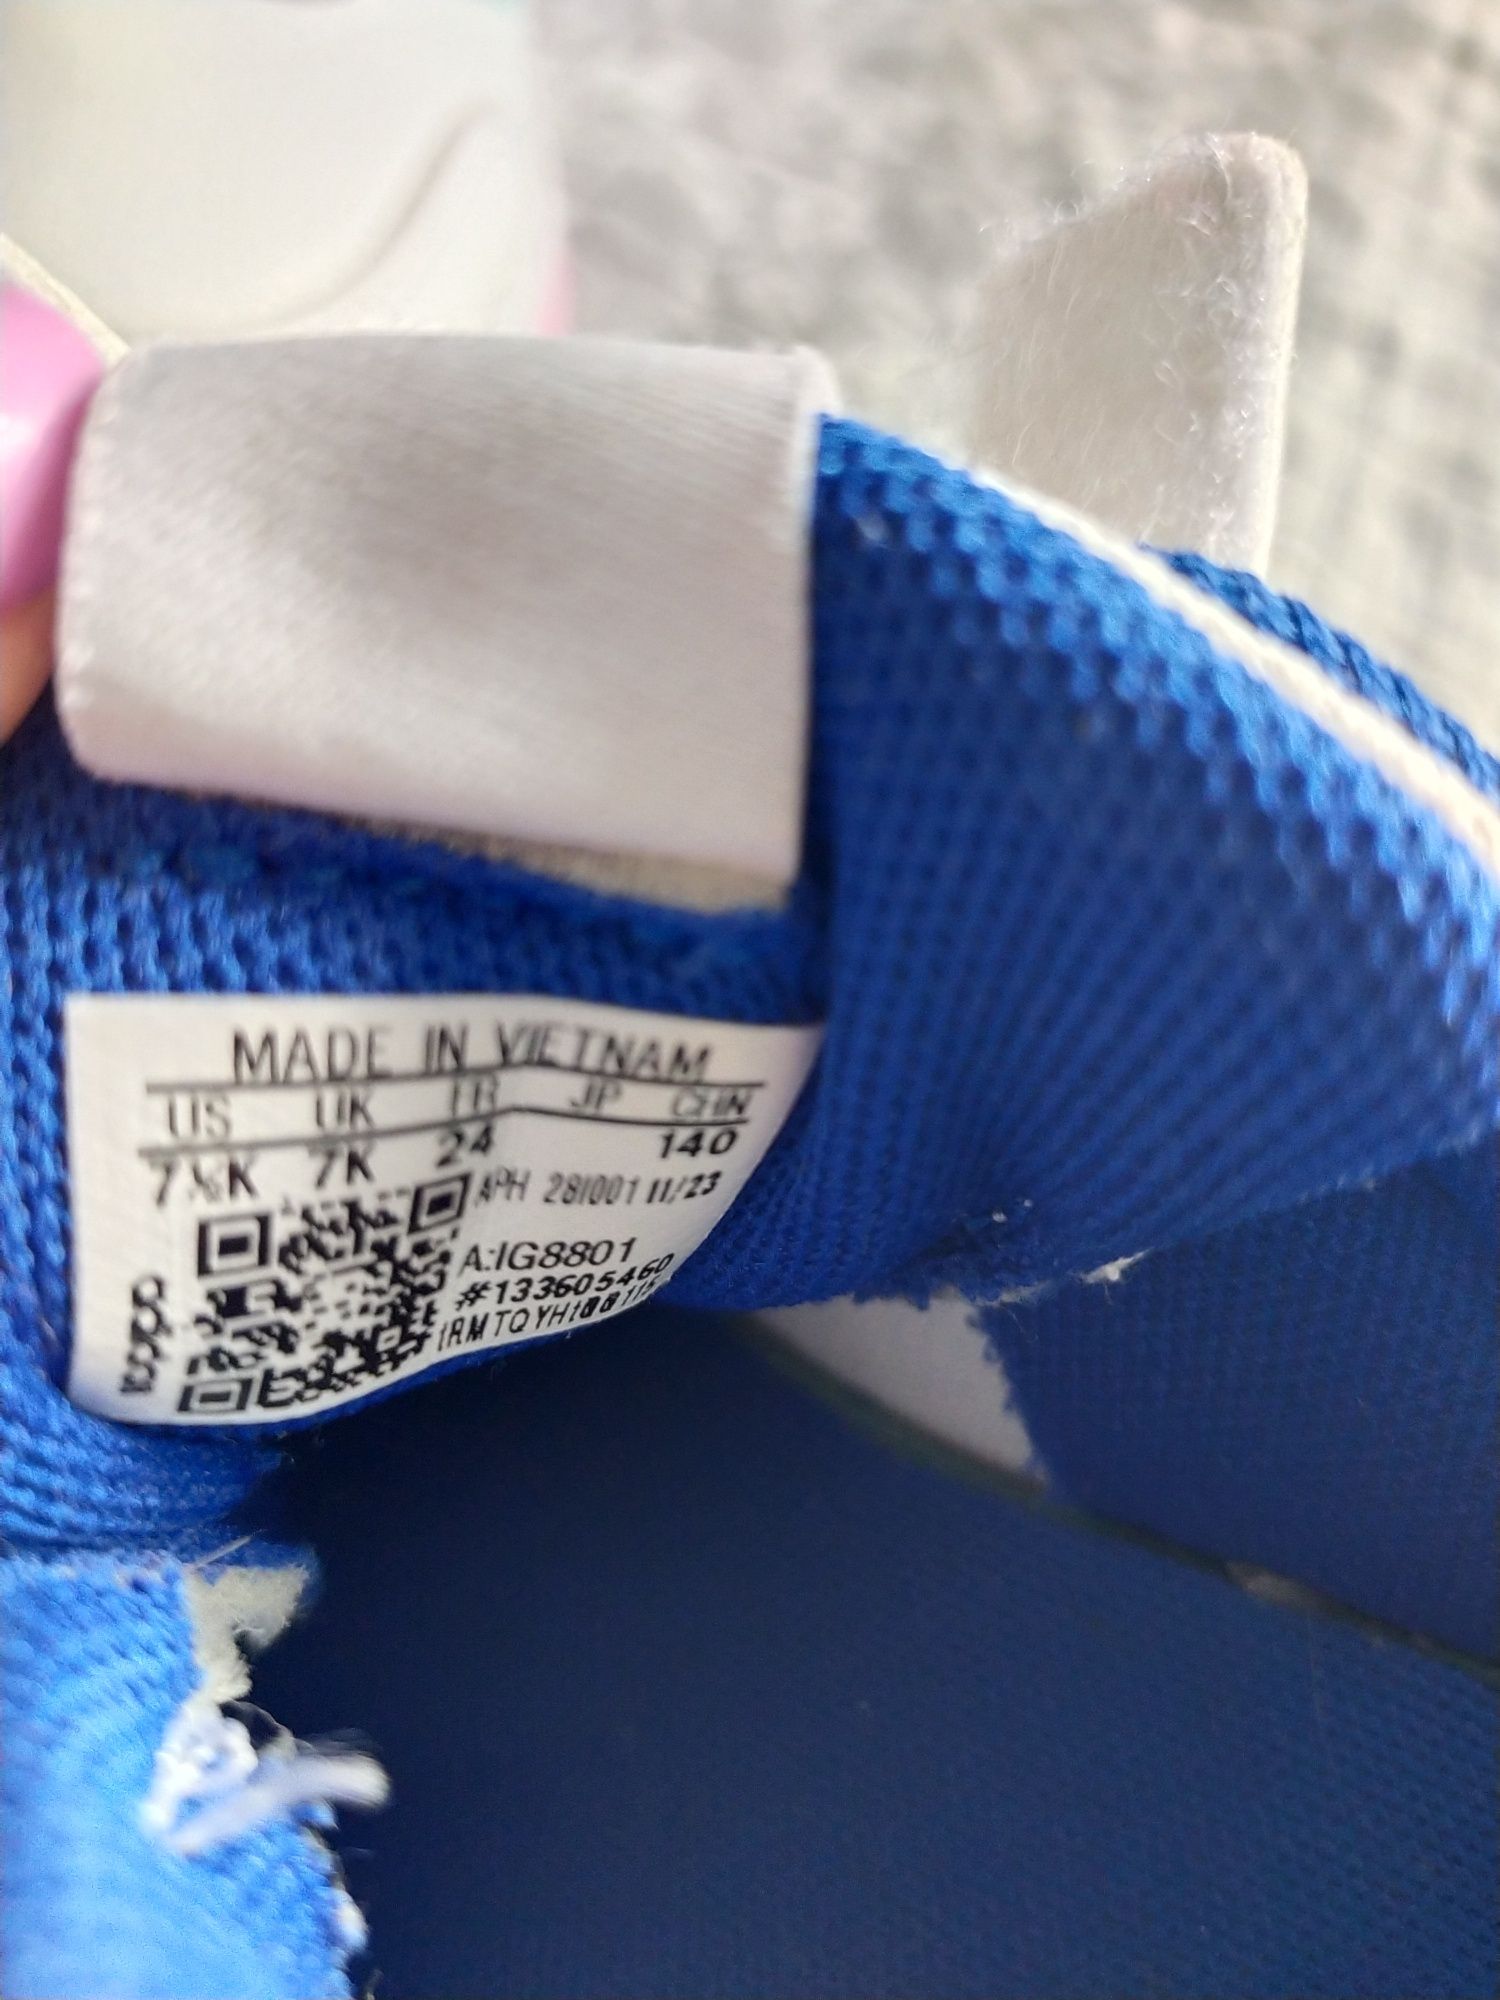 MADE IN VIETNAM
US UK FR JP CHN
7½K 7K 24 140
APH 281001 11/23
A:IG8801
#133605460
adidas